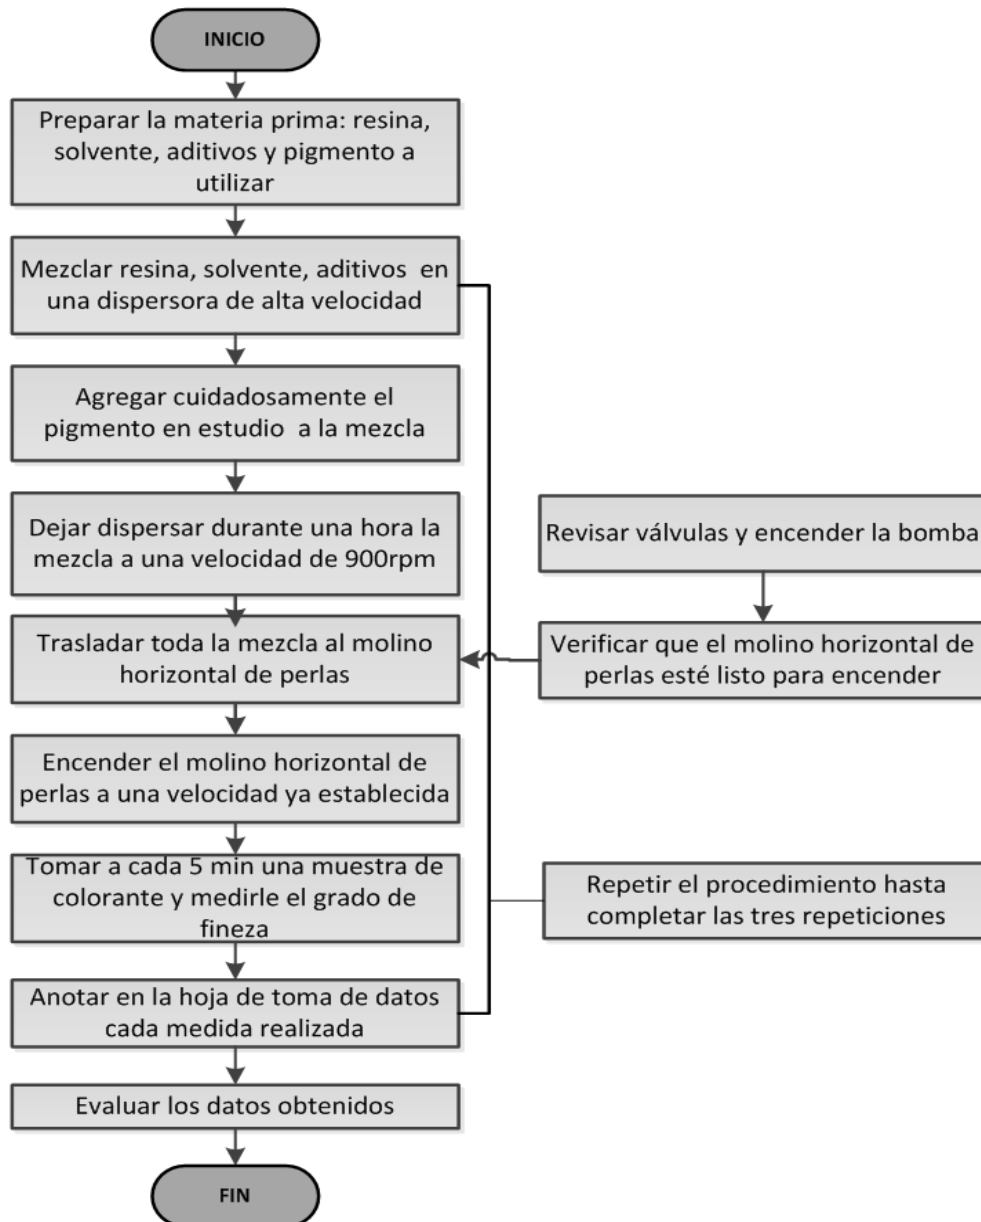 INICIO
Preparar la materia prima: resina,
solvente, aditivos y pigmento a
utilizar
Mezclar resina, solvente, aditivos en
una dispersora de alta velocidad
Agregar cuidadosamente el
pigmento en estudio a la mezcla
Dejar dispersar durante una hora la
mezcla a una velocidad de 900rpm
Revisar válvulas y encender la bomba
Verificar que el molino horizontal de
perlas esté listo para encender
Trasladar toda la mezcla al molino
horizontal de perlas
Encender el molino horizontal de
perlas a una velocidad ya establecida
Tomar a cada 5 min una muestra de
colorante y medirle el grado de
fineza
Repetir el procedimiento hasta
completar las tres repeticiones
Anotar en la hoja de toma de datos
cada medida realizada
Evaluar los datos obtenidos
FIN